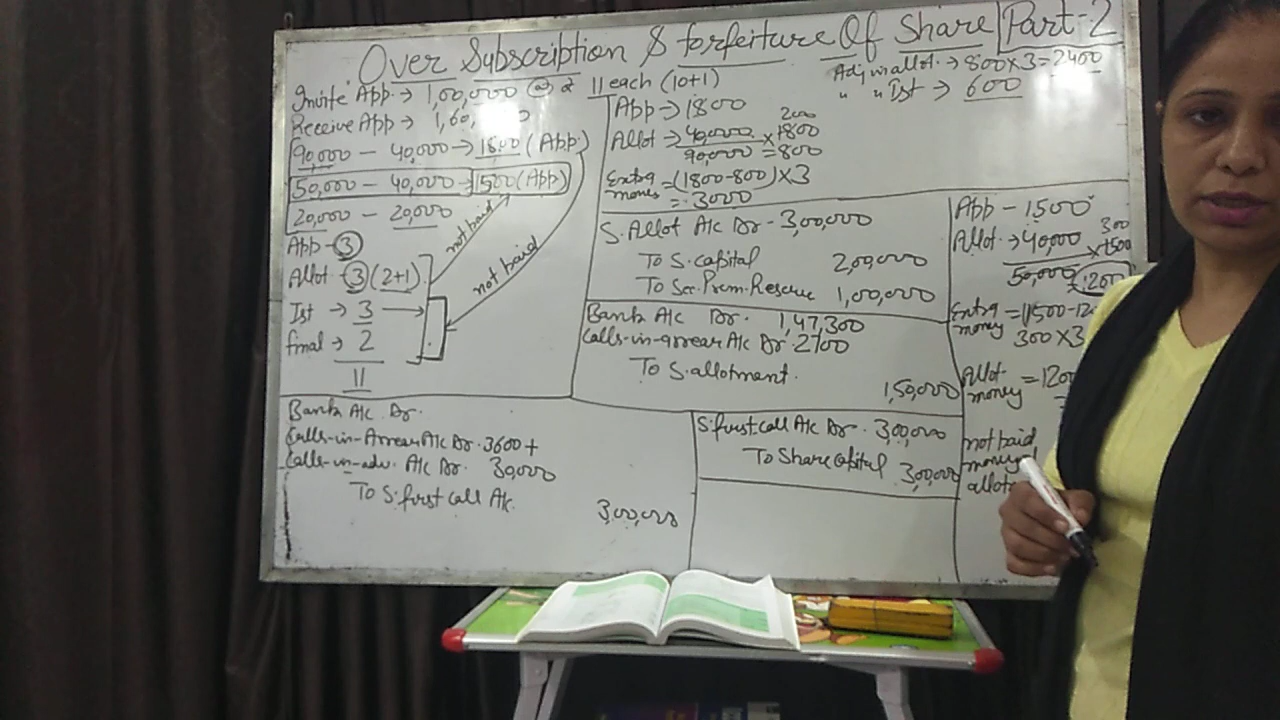 Over Subscription & forfeiture Of Share Part-2
Invite App → 1,00,000 @ ₹ 11 each (10+1)
Receive App → 1,60,
90,000 - 40,000 → 1800 (App)
50,000 - 40,000 → 1500 (App)
20,000 - 20,000
App - 3
Allot - 3 (2+1)
Ist → 3
final → 2
11
not paid
not paid
Adj in allot. → 800×3=2400
" " Ist → 600
App → 1800
Allot → 40,000 × 1800
90,000 = 800
200
Extra money = (1800-800)×3
= 3000
S. Allot A/c Dr - 3,00,000
To S. Capital 2,00,000
To Sec. Prem. Reserve 1,00,000
Bank A/c Dr. 1,47,300
Calls-in-arrear A/c Dr. 2700
To S. allotment. 1,50,000
App - 1500
Allot. → 40,000 × 1500
50,000
300
Extra money = (1500-12
300×3
Allot money = 120
not paid
money
allot
Bank A/c Dr.
Calls-in-Arrear A/c Dr. 3600+
Calls-in-adv. A/c Dr. 30,000
To S. first call A/c. 3,00,000
S. first call A/c Dr. 3,00,000
To Share Capital 3,00,000